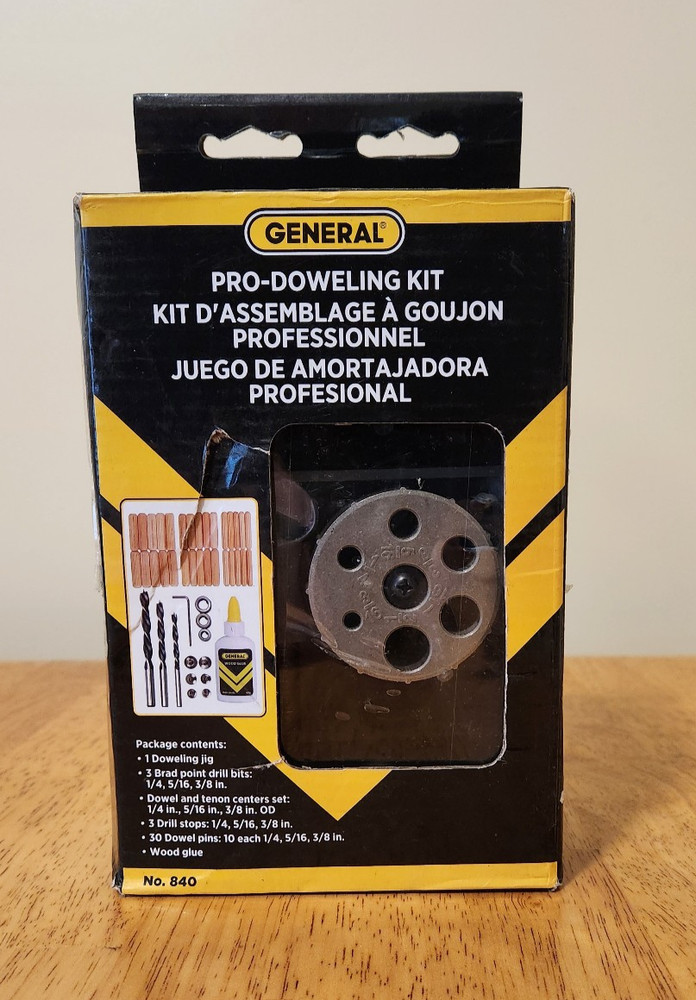 GENERAL®
PRO-DOWELING KIT
KIT D'ASSEMBLAGE À GOUJON
PROFESSIONNEL
JUEGO DE AMORTAJADORA
PROFESIONAL
GENERAL
WOOD GLUE
Package contents:
• 1 Doweling jig
• 3 Brad point drill bits:
1/4, 5/16, 3/8 in.
• Dowel and tenon centers set:
1/4 in., 5/16 in., 3/8 in. OD
• 3 Drill stops: 1/4, 5/16, 3/8 in.
• 30 Dowel pins: 10 each 1/4, 5/16, 3/8 in.
• Wood glue
No. 840